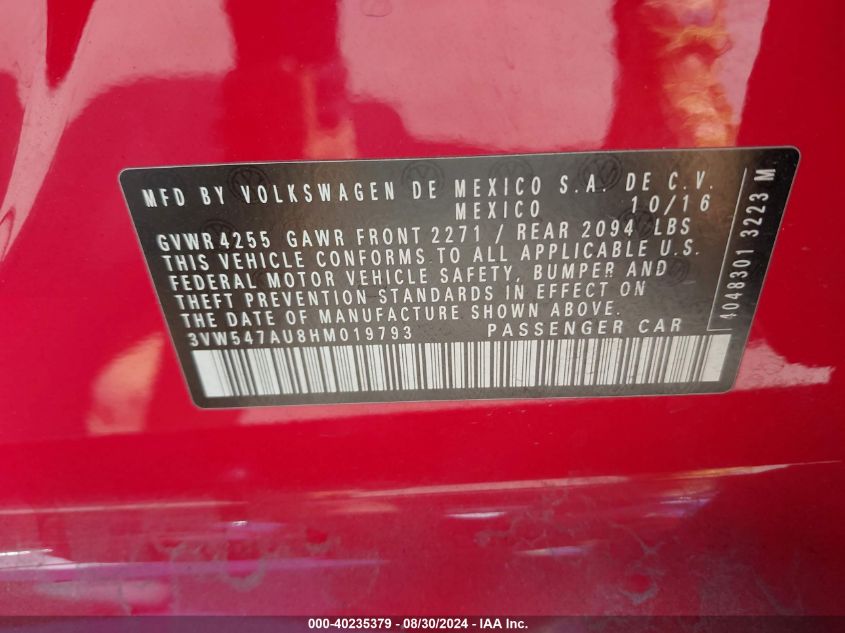 MFD BY VOLKSWAGEN DE MEXICO S.A. DE C.V.
MEXICO 10/16
GVWR 4255 GAWR FRONT 2271 / REAR 2094 LBS
THIS VEHICLE CONFORMS TO ALL APPLICABLE U.S.
FEDERAL MOTOR VEHICLE SAFETY, BUMPER AND
THEFT PREVENTION STANDARDS IN EFFECT ON
THE DATE OF MANUFACTURE SHOWN ABOVE.
3VW547AU8HM019793 PASSENGER CAR
4048301 3223 M
000-40235379 - 08/30/2024 - IAA Inc.